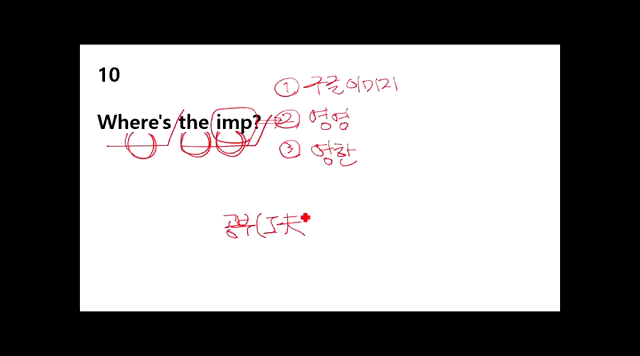 10
① 구글 이미지
Where's the imp?
② 영영
③ 영한
공부(工夫